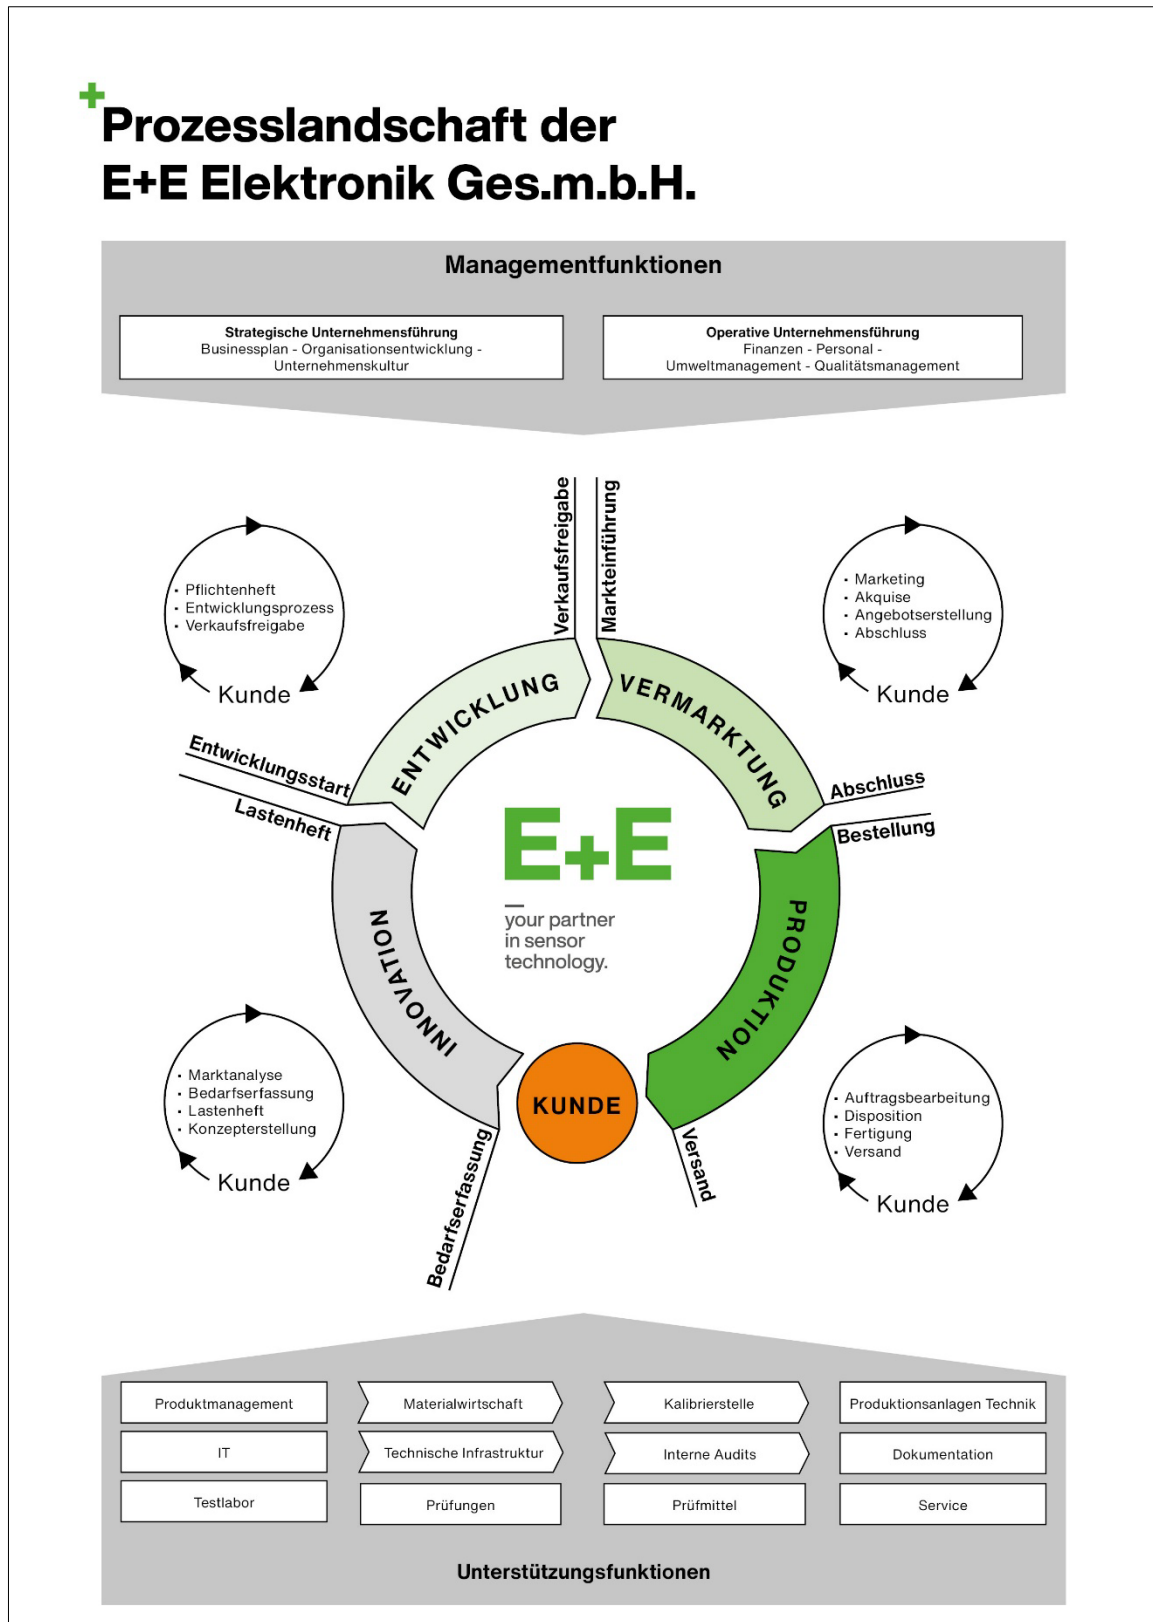 Prozesslandschaft der
E+E Elektronik Ges.m.b.H.
Managementfunktionen
Strategische Unternehmensführung
Businessplan - Organisationsentwicklung -
Unternehmenskultur
Operative Unternehmensführung
Finanzen - Personal -
Umweltmanagement - Qualitätsmanagement
Verkaufsfreigabe
Markteinführung
▪ Pflichtenheft
▪ Entwicklungsprozess
▪ Verkaufsfreigabe
Kunde
▪ Marketing
▪ Akquise
▪ Angebotserstellung
▪ Abschluss
Kunde
ENTWICKLUNG
VERMARKTUNG
Entwicklungsstart
Lastenheft
Abschluss
Bestellung
E+E
your partner
in sensor
technology.
INNOVATION
PRODUKTION
▪ Marktanalyse
▪ Bedarfserfassung
▪ Lastenheft
▪ Konzepterstellung
Kunde
KUNDE
▪ Auftragsbearbeitung
▪ Disposition
▪ Fertigung
▪ Versand
Kunde
Bedarfserfassung
Versand
Produktmanagement
Materialwirtschaft
Kalibrierstelle
Produktionsanlagen Technik
IT
Technische Infrastruktur
Interne Audits
Dokumentation
Testlabor
Prüfungen
Prüfmittel
Service
Unterstützungsfunktionen